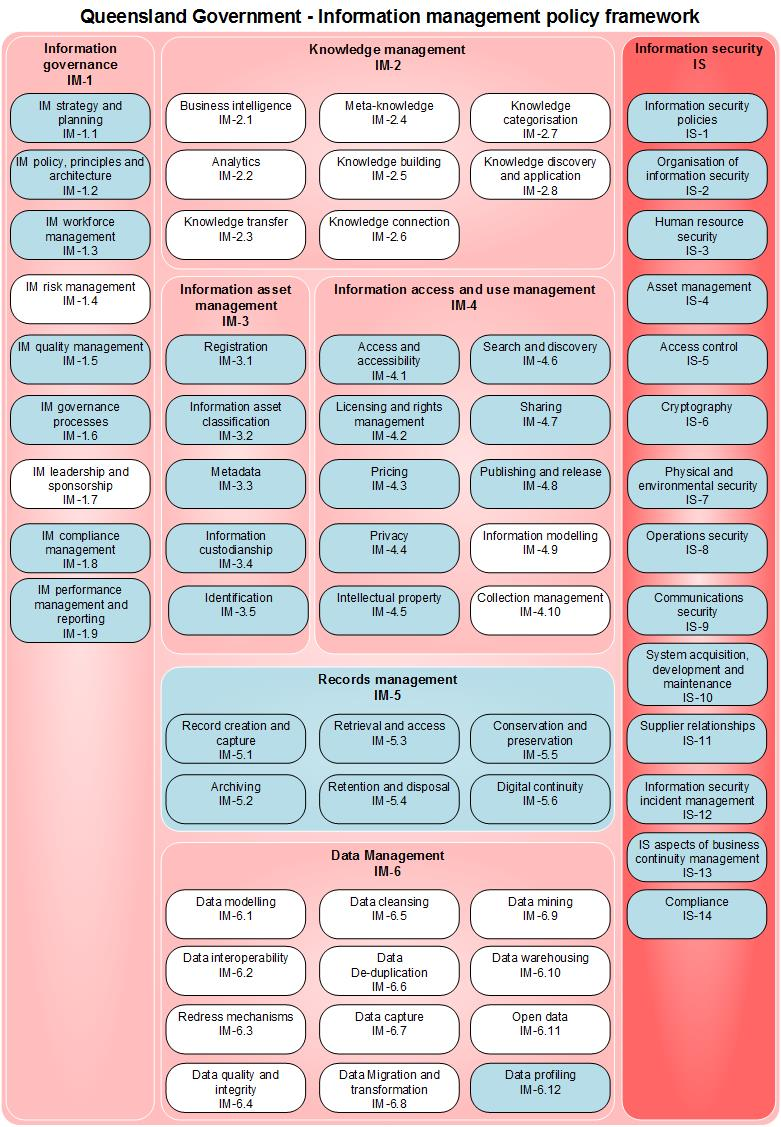 Queensland Government - Information management policy framework
Information
governance
IM-1
IM strategy and
planning
IM-1.1
IM policy, principles and
architecture
IM-1.2
IM workforce
management
IM-1.3
IM risk management
IM-1.4
IM quality management
IM-1.5
IM governance
processes
IM-1.6
IM leadership and
sponsorship
IM-1.7
IM compliance
management
IM-1.8
IM performance
management and
reporting
IM-1.9
Knowledge management
IM-2
Business intelligence
IM-2.1
Meta-knowledge
IM-2.4
Knowledge
categorisation
IM-2.7
Analytics
IM-2.2
Knowledge building
IM-2.5
Knowledge discovery
and application
IM-2.8
Knowledge transfer
IM-2.3
Knowledge connection
IM-2.6
Information asset
management
IM-3
Registration
IM-3.1
Information asset
classification
IM-3.2
Metadata
IM-3.3
Information
custodianship
IM-3.4
Identification
IM-3.5
Information access and use management
IM-4
Access and
accessibility
IM-4.1
Search and discovery
IM-4.6
Licensing and rights
management
IM-4.2
Sharing
IM-4.7
Pricing
IM-4.3
Publishing and release
IM-4.8
Privacy
IM-4.4
Information modelling
IM-4.9
Intellectual property
IM-4.5
Collection management
IM-4.10
Records management
IM-5
Record creation and
capture
IM-5.1
Retrieval and access
IM-5.3
Conservation and
preservation
IM-5.5
Archiving
IM-5.2
Retention and disposal
IM-5.4
Digital continuity
IM-5.6
Data Management
IM-6
Data modelling
IM-6.1
Data cleansing
IM-6.5
Data mining
IM-6.9
Data interoperability
IM-6.2
Data
De-duplication
IM-6.6
Data warehousing
IM-6.10
Redress mechanisms
IM-6.3
Data capture
IM-6.7
Open data
IM-6.11
Data quality and
integrity
IM-6.4
Data Migration and
transformation
IM-6.8
Data profiling
IM-6.12
Information security
IS
Information security
policies
IS-1
Organisation of
information security
IS-2
Human resource
security
IS-3
Asset management
IS-4
Access control
IS-5
Cryptography
IS-6
Physical and
environmental security
IS-7
Operations security
IS-8
Communications
security
IS-9
System acquisition,
development and
maintenance
IS-10
Supplier relationships
IS-11
Information security
incident management
IS-12
IS aspects of business
continuity management
IS-13
Compliance
IS-14